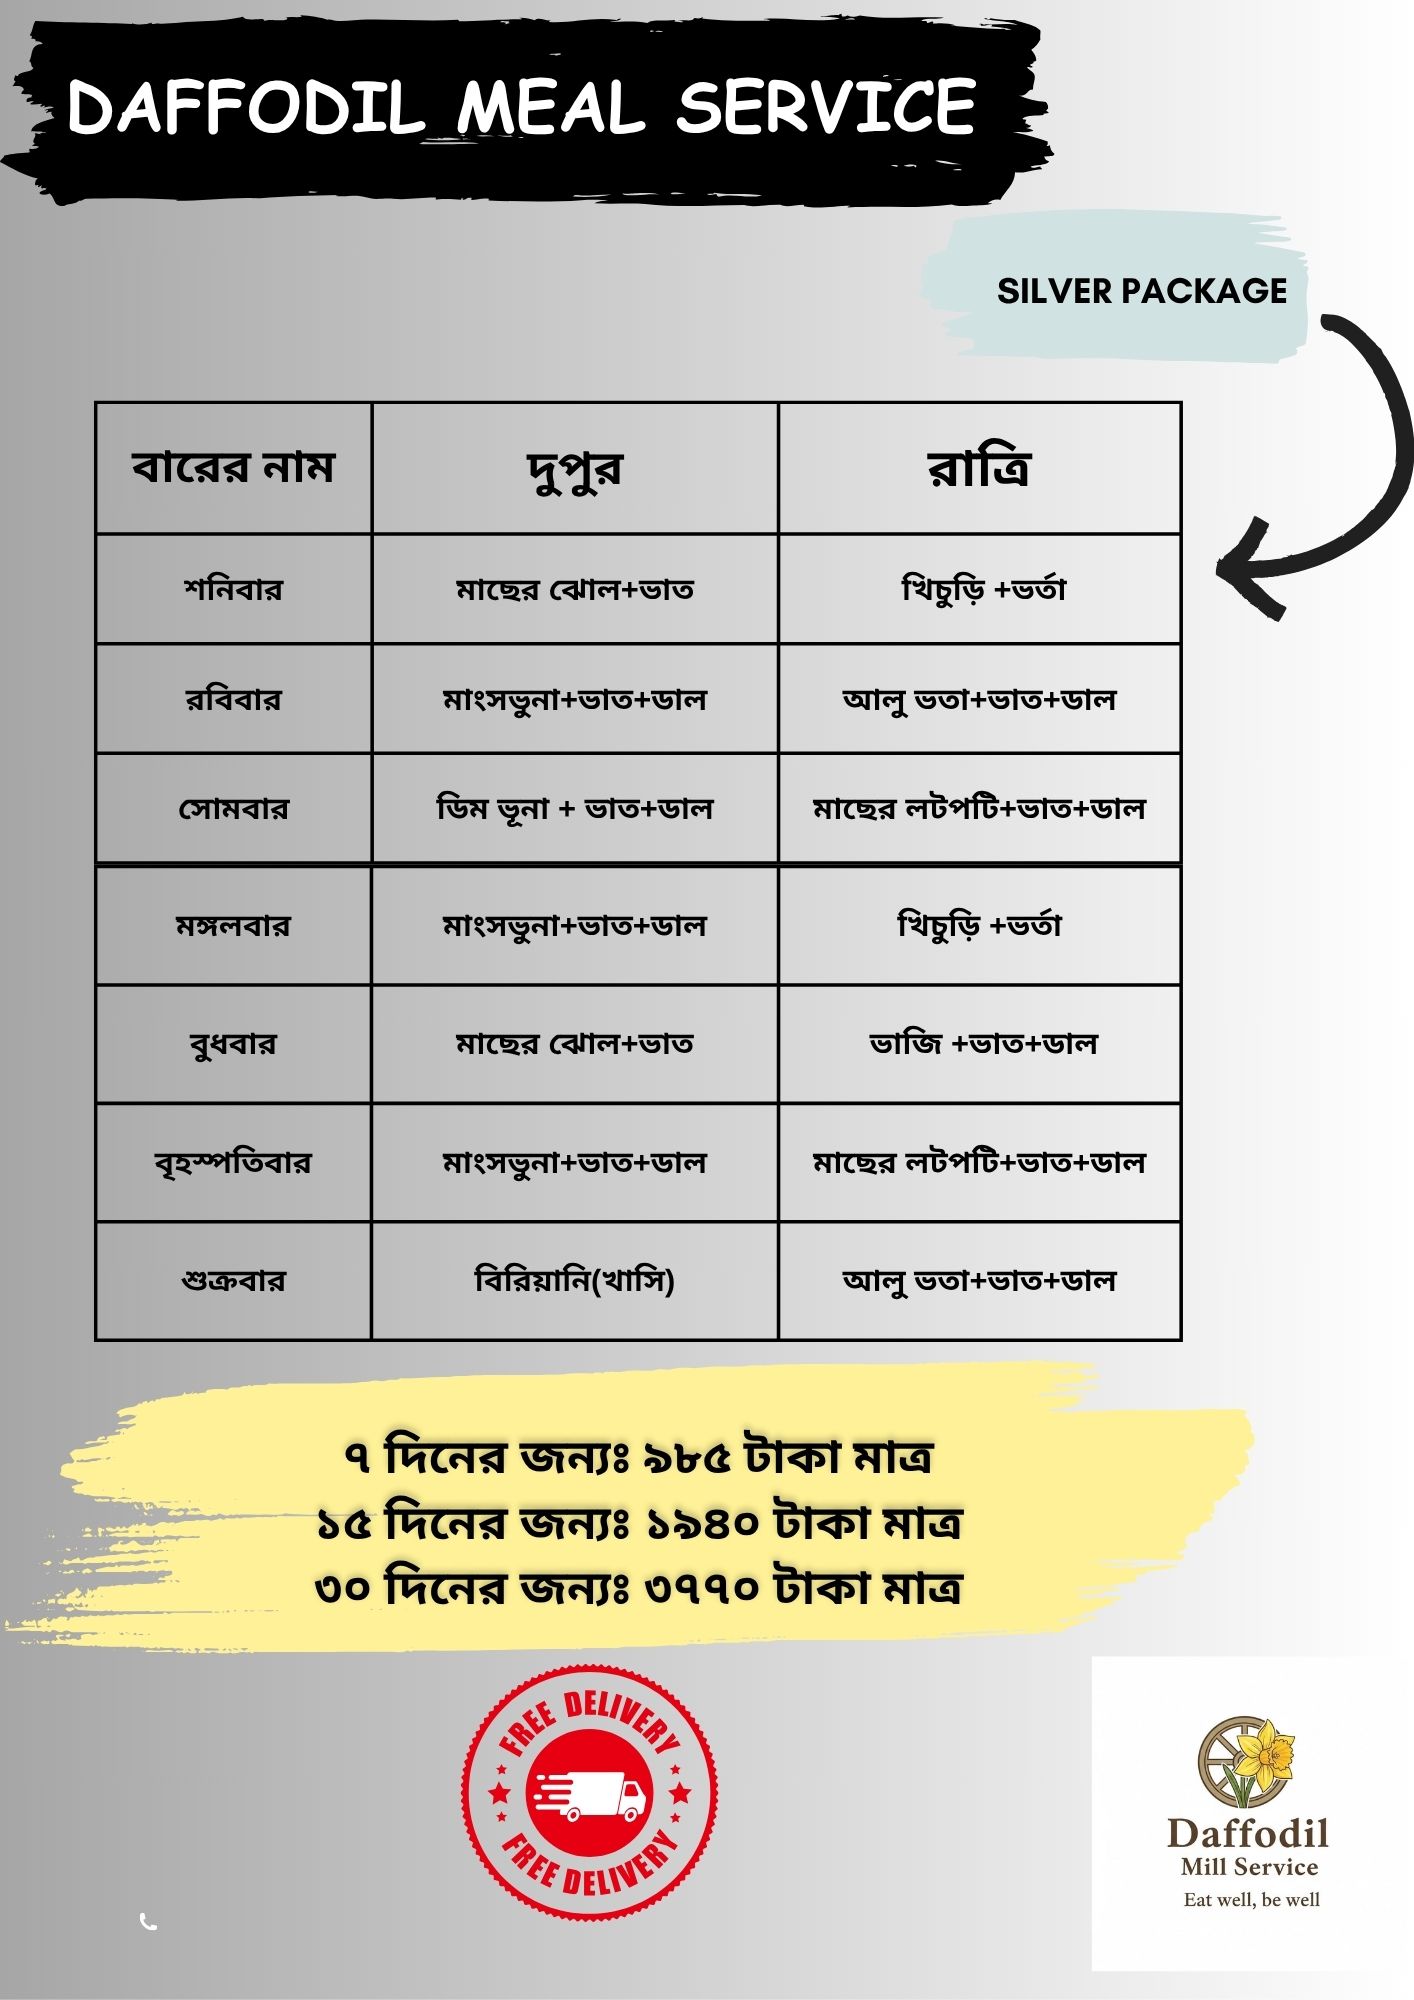 DAFFODIL MEAL SERVICE
SILVER PACKAGE
বারের নাম দুপুর রাত্রি
শনিবার মাছের ঝোল+ভাত খিচুড়ি +ভর্তা
রবিবার মাংসভুনা+ভাত+ডাল আলু ভতা+ভাত+ডাল
সোমবার ডিম ভূনা + ভাত+ডাল মাছের লটপটি+ভাত+ডাল
মঙ্গলবার মাংসভুনা+ভাত+ডাল খিচুড়ি +ভর্তা
বুধবার মাছের ঝোল+ভাত ভাজি +ভাত+ডাল
বৃহস্পতিবার মাংসভুনা+ভাত+ডাল মাছের লটপটি+ভাত+ডাল
শুক্রবার বিরিয়ানি(খাসি) আলু ভতা+ভাত+ডাল
৭ দিনের জন্যঃ ৯৮৫ টাকা মাত্র
১৫ দিনের জন্যঃ ১৯৪০ টাকা মাত্র
৩০ দিনের জন্যঃ ৩৭৭০ টাকা মাত্র
FREE DELIVERY
FREE DELIVERY
Daffodil
Mill Service
Eat well, be well